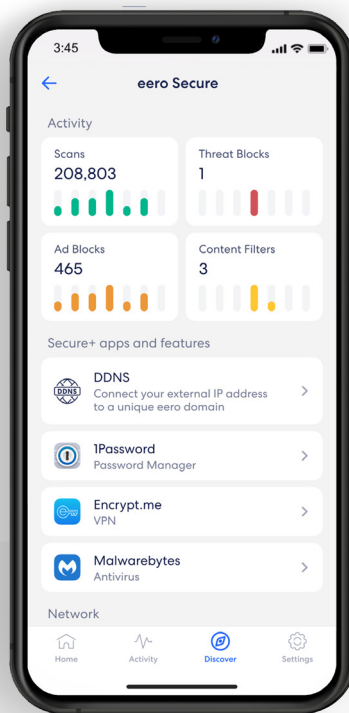 3:45
eero Secure
Activity
Scans
208,803
Threat Blocks
1
Ad Blocks
465
Content Filters
3
Secure+ apps and features
DDNS
DDNS
Connect your external IP address
to a unique eero domain
1Password
Password Manager
Encrypt.me
VPN
Malwarebytes
Antivirus
Network
Home
Activity
Discover
Settings